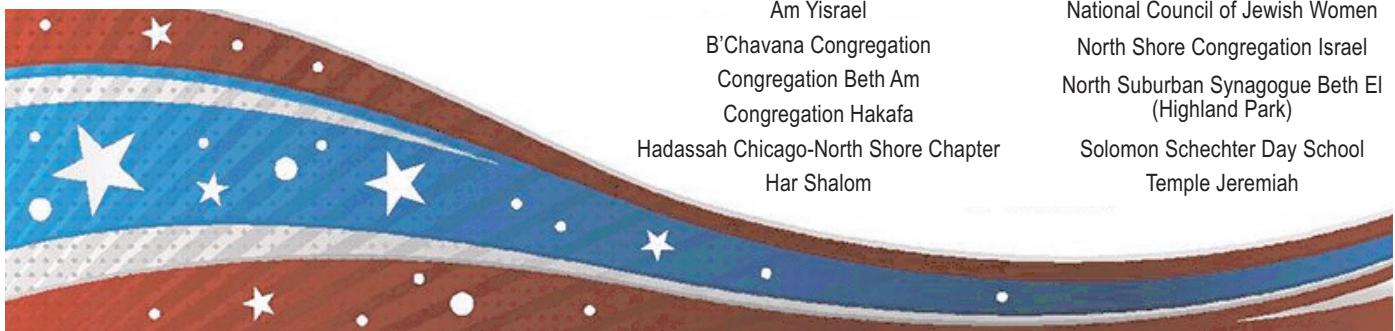 Am Yisrael
B’Chavana Congregation
Congregation Beth Am
Congregation Hakafa
Hadassah Chicago-North Shore Chapter
Har Shalom
National Council of Jewish Women
North Shore Congregation Israel
North Suburban Synagogue Beth El
(Highland Park)
Solomon Schechter Day School
Temple Jeremiah